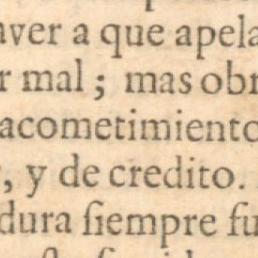 aver a que apela
r mal; mas obr
acometimiento
, y de credito.
dura ſiempre fu